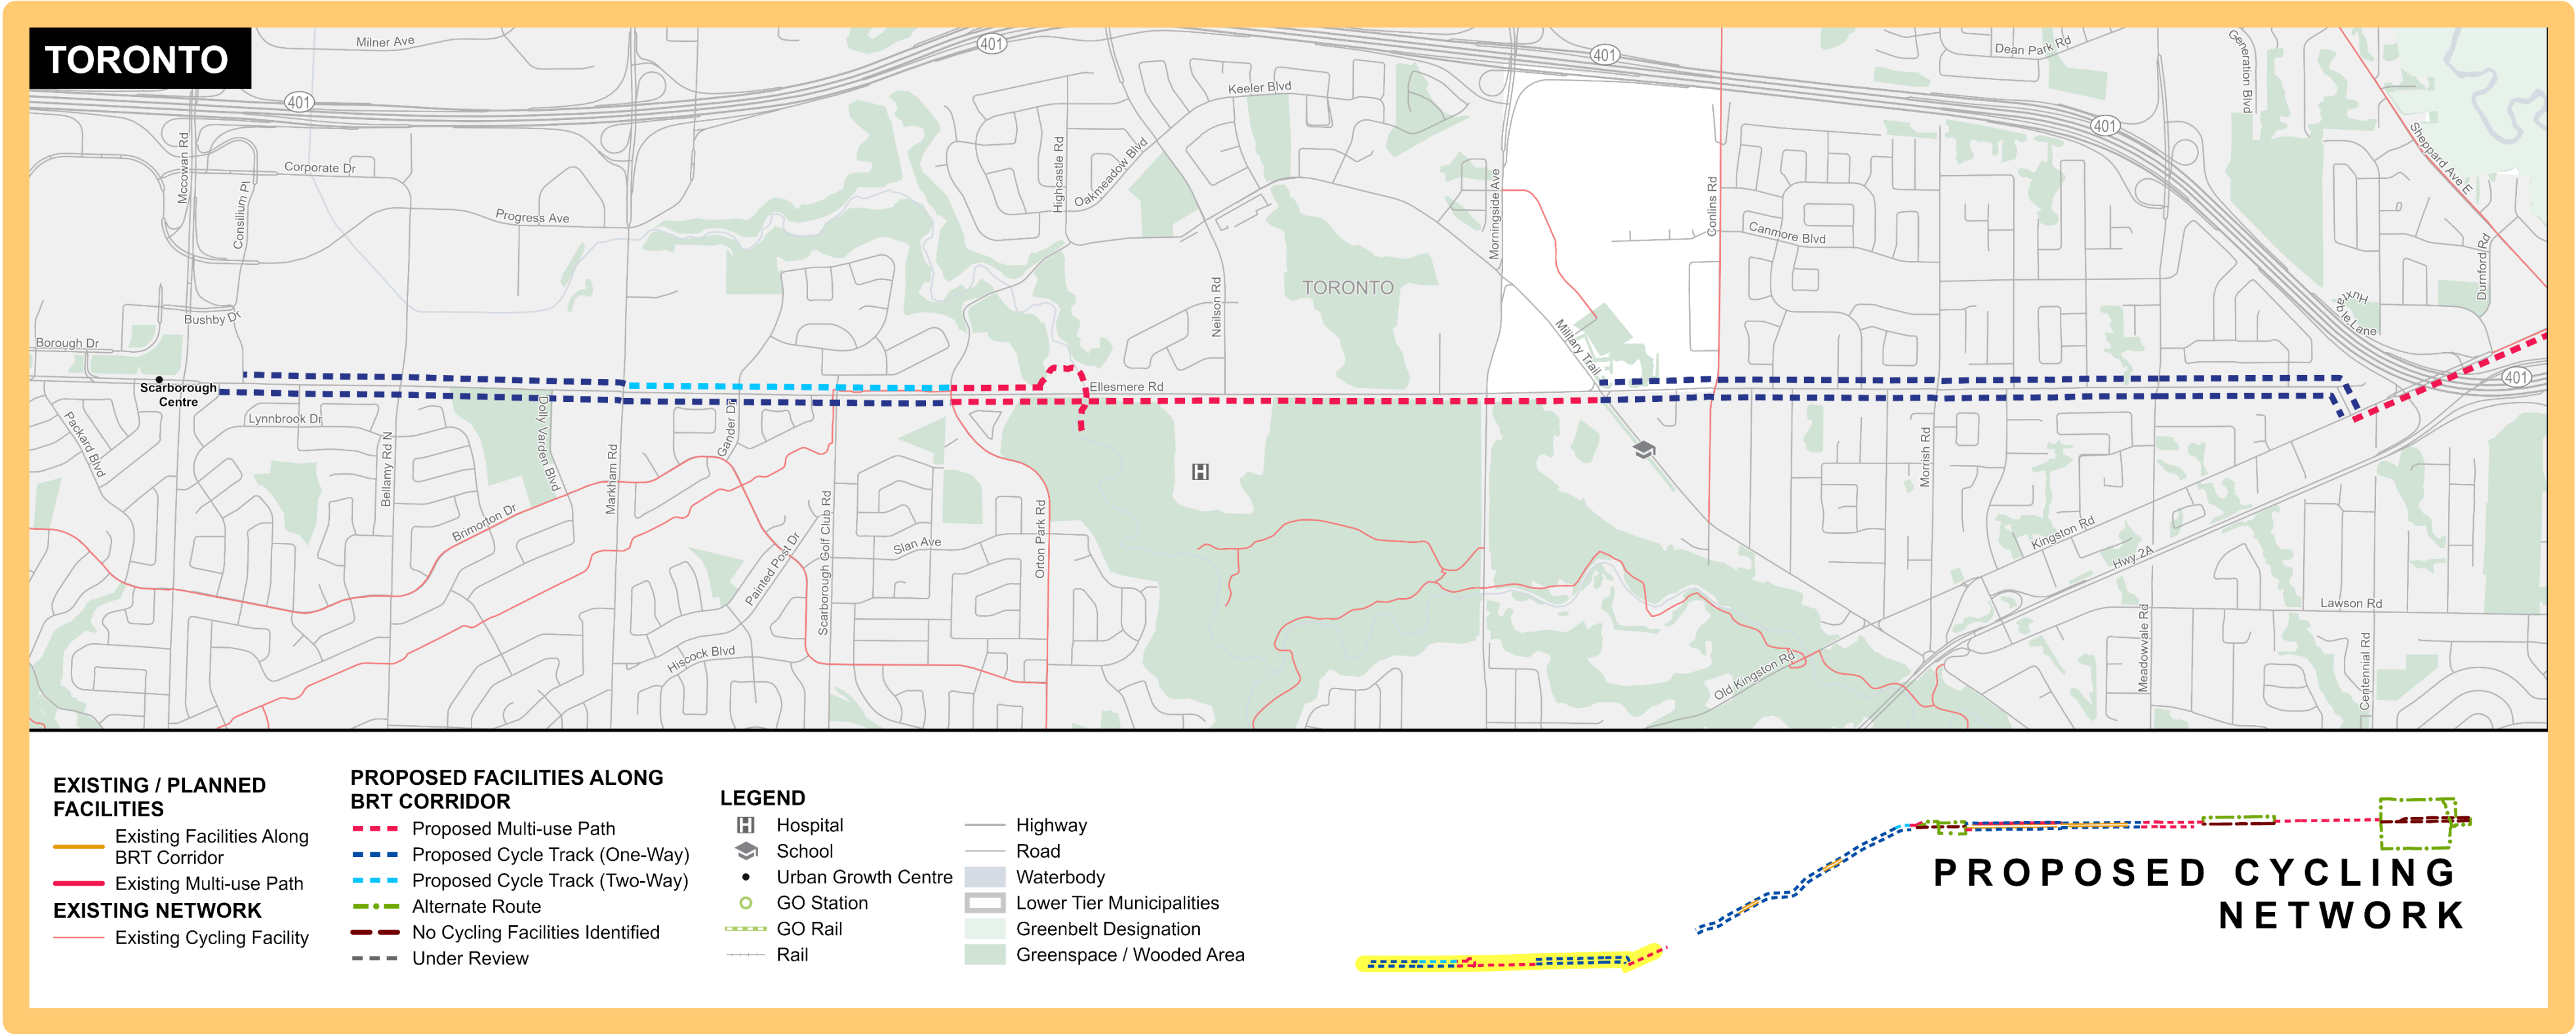 TORONTO
Milner Ave
401
401
401
401
401
Dean Park Rd
Generation Blvd
Sheppard Ave E
Mccowan Rd
Corporate Dr
Consilium Pl
Progress Ave
Keeler Blvd
Highcastle Rd
Oakmeadow Blvd
Morningside Ave
Conlins Rd
Canmore Blvd
Durnford Rd
Huxtable Lane
TORONTO
Neilson Rd
Military Trail
Bushby Dr
Borough Dr
Scarborough
Centre
Ellesmere Rd
Packard Blvd
Lynnbrook Dr
Bellamy Rd N
Dolly Varden Blvd
Markham Rd
Gander Dr
Brimorton Dr
Painted Post Dr
Scarborough Golf Club Rd
Slan Ave
Orton Park Rd
Hiscock Blvd
Morrish Rd
Kingston Rd
Hwy 2A
Old Kingston Rd
Meadowvale Rd
Lawson Rd
Centennial Rd
H
EXISTING / PLANNED
FACILITIES
Existing Facilities Along
BRT Corridor
Existing Multi-use Path
EXISTING NETWORK
Existing Cycling Facility
PROPOSED FACILITIES ALONG
BRT CORRIDOR
Proposed Multi-use Path
Proposed Cycle Track (One-Way)
Proposed Cycle Track (Two-Way)
Alternate Route
No Cycling Facilities Identified
Under Review
LEGEND
H Hospital
School
Urban Growth Centre
GO Station
GO Rail
Rail
Highway
Road
Waterbody
Lower Tier Municipalities
Greenbelt Designation
Greenspace / Wooded Area
PROPOSED CYCLING
NETWORK